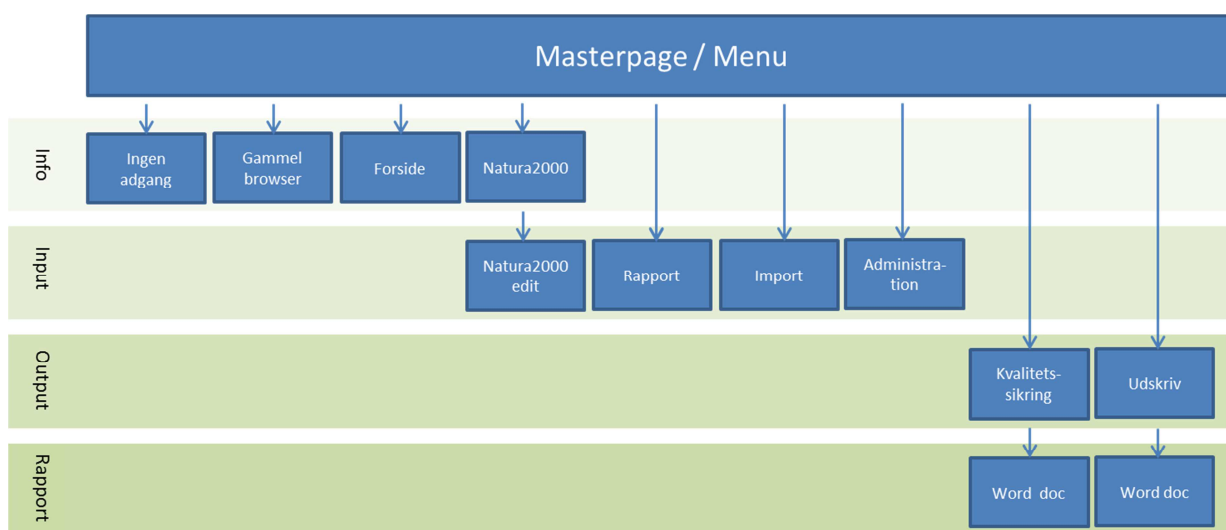 Masterpage / Menu
Info
Ingen
adgang
Gammel
browser
Forside
Natura2000
Input
Natura2000
edit
Rapport
Import
Administra-
tion
Output
Kvalitets-
sikring
Udskriv
Rapport
Word doc
Word doc